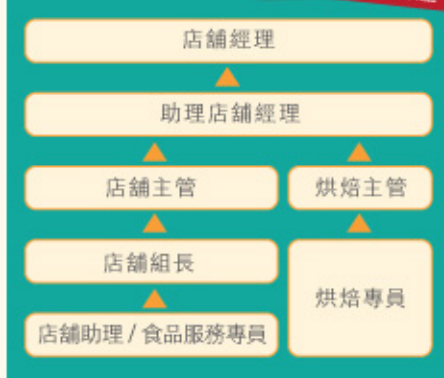 店舖經理
助理店舖經理
店舖主管
烘焙主管
店舖組長
烘焙專員
店舖助理 / 食品服務專員